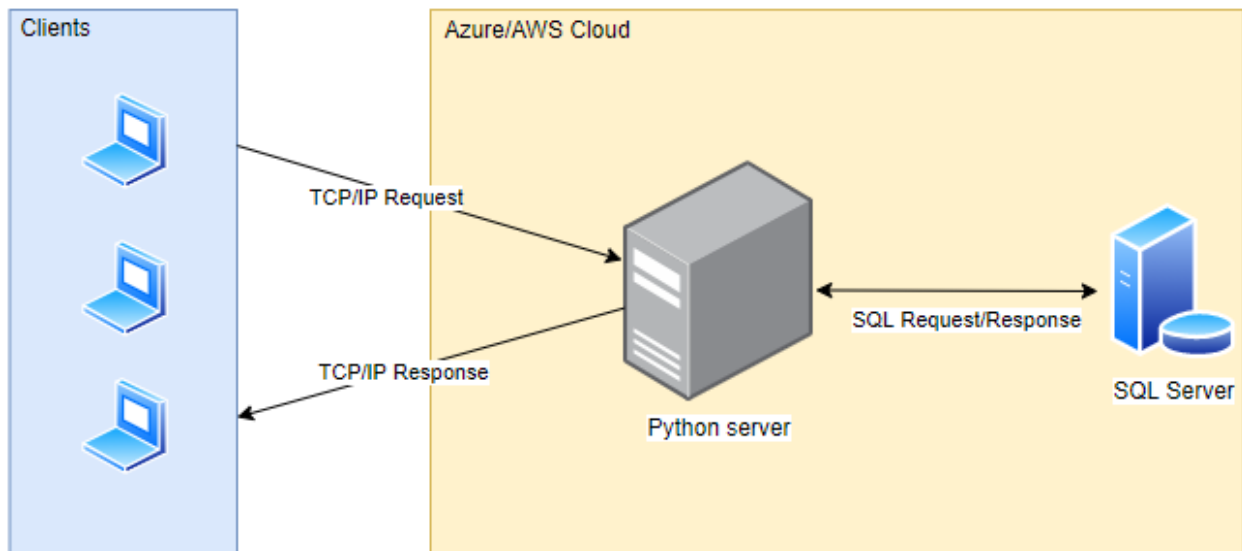 Clients
Azure/AWS Cloud
TCP/IP Request
TCP/IP Response
SQL Request/Response
Python server
SQL Server